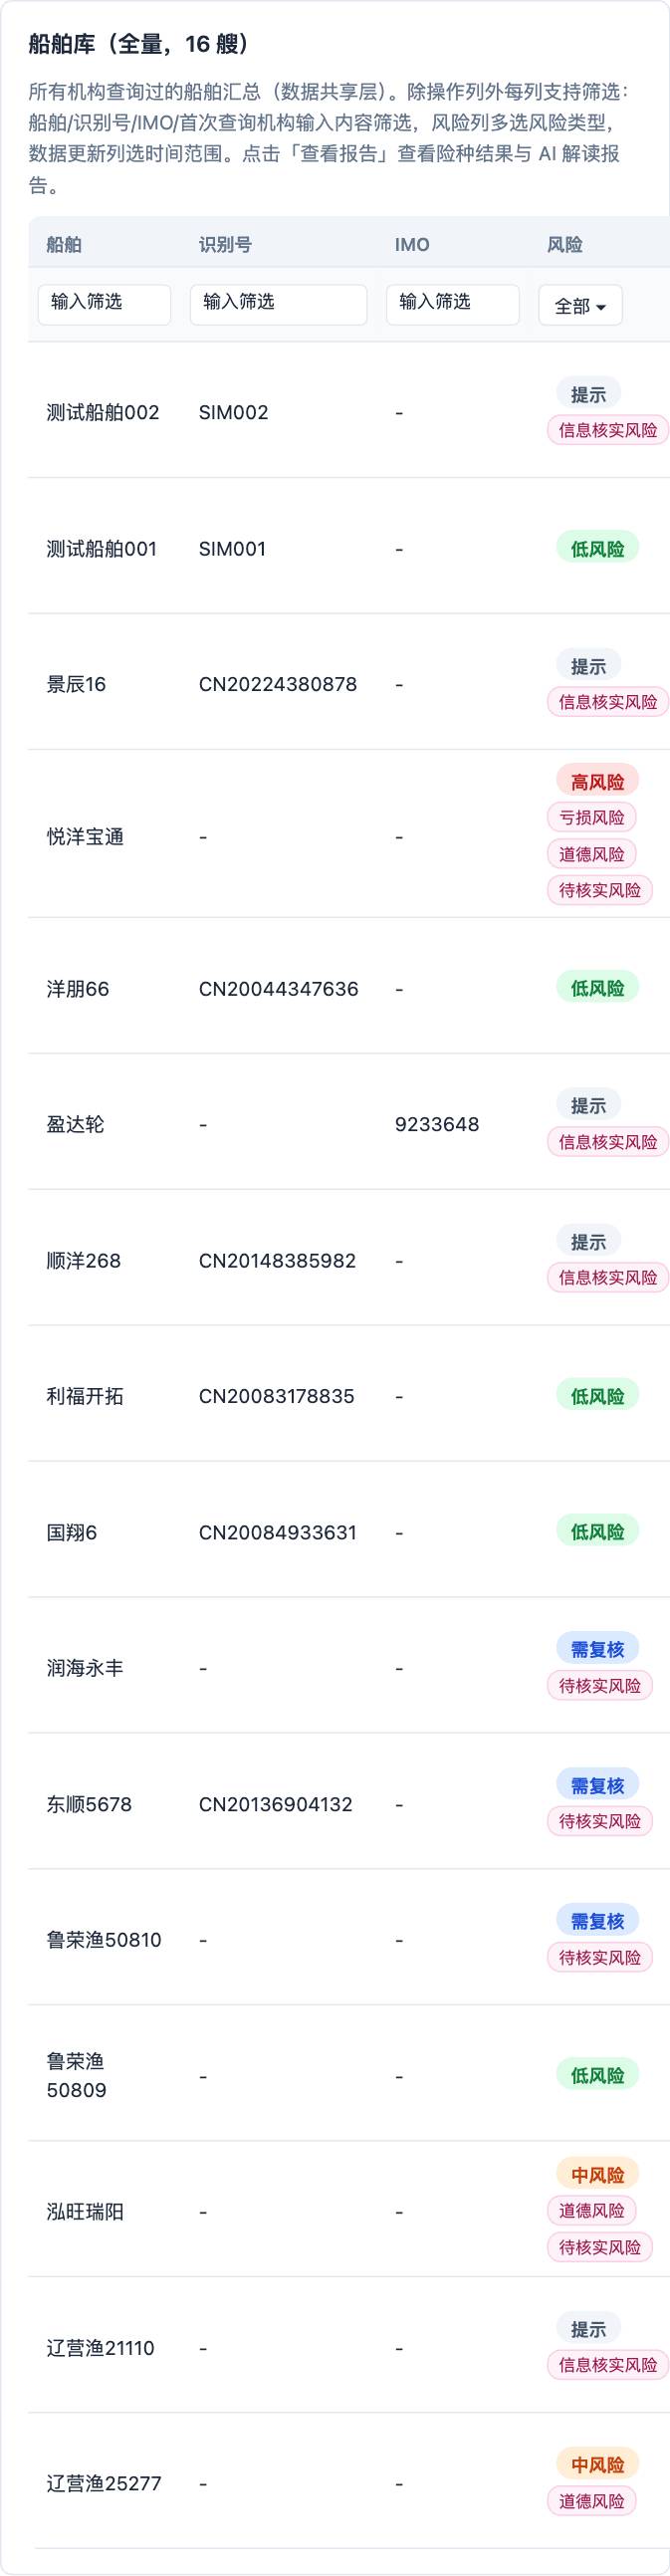 船舶库（全量，16 艘）
所有机构查询过的船舶汇总（数据共享层）。除操作列外每列支持筛选：
船舶/识别号/IMO/首次查询机构输入内容筛选，风险列多选风险类型，
数据更新列选时间范围。点击「查看报告」查看险种结果与 AI 解读报
告。
船舶 识别号 IMO 风险
输入筛选 输入筛选 输入筛选 全部
提示
测试船舶002 SIM002 -
信息核实风险
测试船舶001 SIM001 - 低风险
提示
景辰16 CN20224380878 -
信息核实风险
高风险
亏损风险
悦洋宝通 - -
道德风险
待核实风险
洋朋66 CN20044347636 - 低风险
提示
盈达轮 - 9233648
信息核实风险
提示
顺洋268 CN20148385982 -
信息核实风险
利福开拓 CN20083178835 - 低风险
国翔6 CN20084933631 - 低风险
需复核
润海永丰 - -
待核实风险
需复核
东顺5678 CN20136904132 -
待核实风险
需复核
鲁荣渔50810 - -
待核实风险
鲁荣渔
50809 - - 低风险
中风险
泓旺瑞阳 - - 道德风险
待核实风险
提示
辽营渔21110 - -
信息核实风险
中风险
辽营渔25277 - -
道德风险